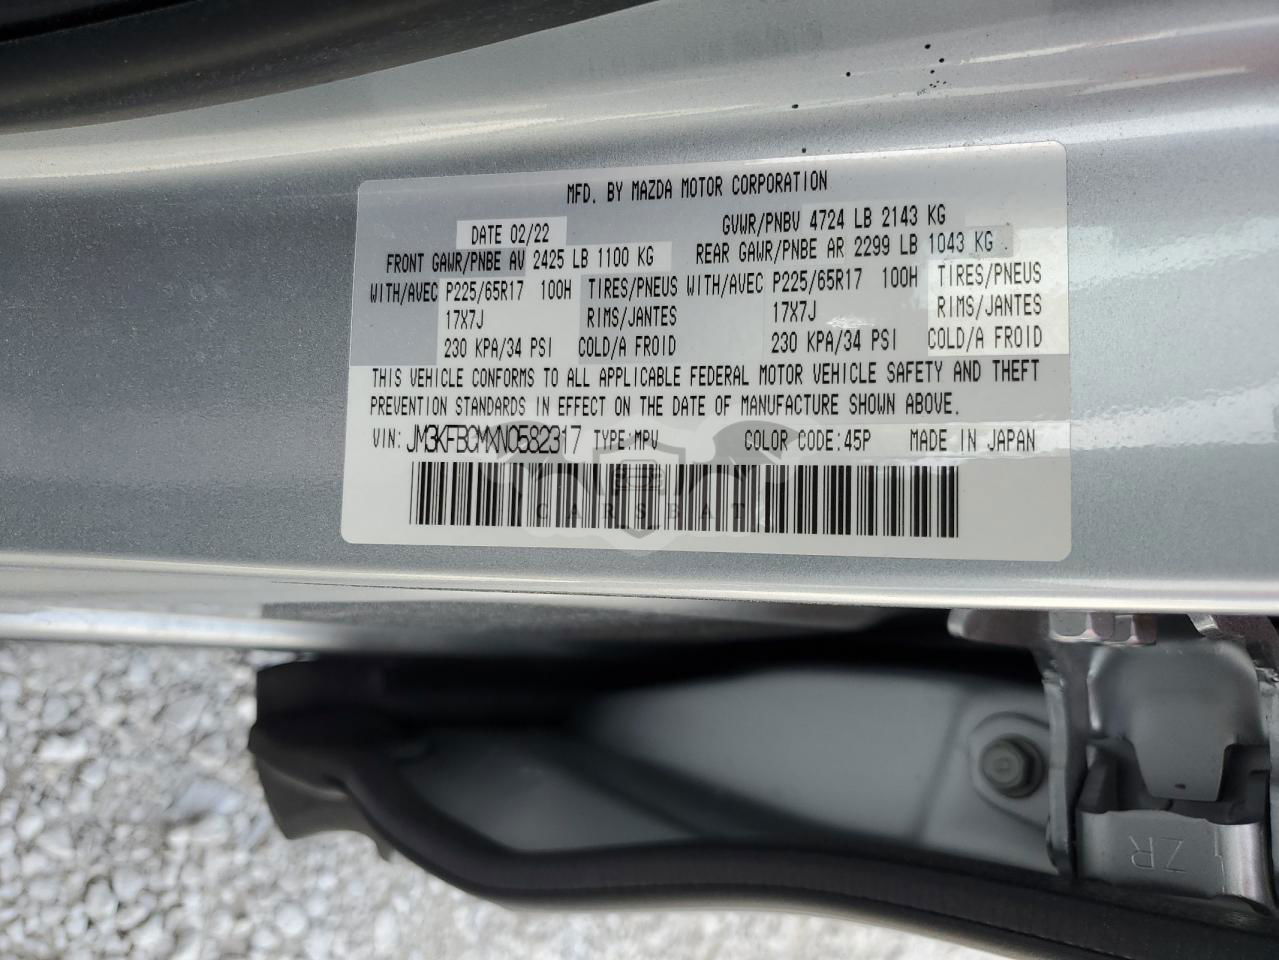 MFD. BY MAZDA MOTOR CORPORATION
DATE 02/22 GVWR/PNBV 4724 LB 2143 KG
FRONT GAWR/PNBE AV 2425 LB 1100 KG REAR GAWR/PNBE AR 2299 LB 1043 KG
WITH/AVEC P225/65R17 100H TIRES/PNEUS WITH/AVEC P225/65R17 100H TIRES/PNEUS
17X7J RIMS/JANTES 17X7J RIMS/JANTES
230 KPA/34 PSI COLD/A FROID 230 KPA/34 PSI COLD/A FROID
THIS VEHICLE CONFORMS TO ALL APPLICABLE FEDERAL MOTOR VEHICLE SAFETY AND THEFT
PREVENTION STANDARDS IN EFFECT ON THE DATE OF MANUFACTURE SHOWN ABOVE.
VIN: JM3KFBCMXN0582317 TYPE:MPV COLOR CODE:45P MADE IN JAPAN
CARSBAT
ZR